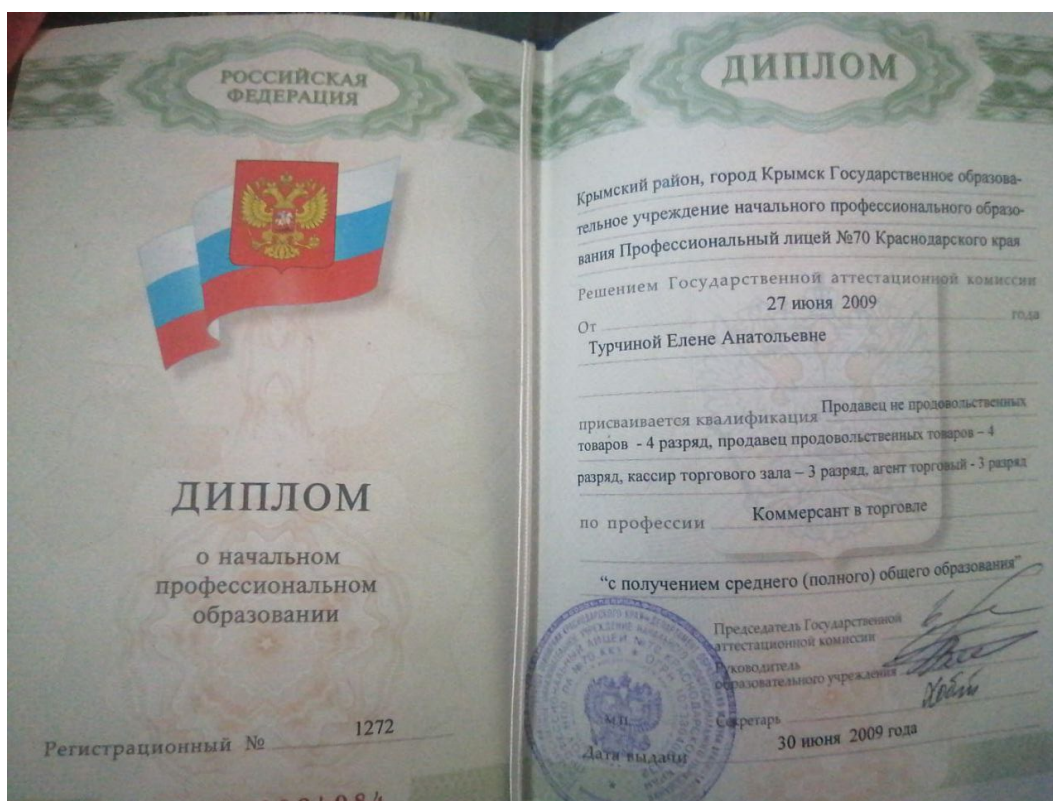 РОССИЙСКАЯ
ФЕДЕРАЦИЯ
ДИПЛОМ
о начальном
профессиональном
образовании
Регистрационный № 1272
ДИПЛОМ
Крымский район, город Крымск Государственное образова-
тельное учреждение начального профессионального образо-
вания Профессиональный лицей №70 Краснодарского края
Решением Государственной аттестационной комиссии
От 27 июня 2009 года
Турчиной Елене Анатольевне
присваивается квалификация Продавец не продовольственных
товаров - 4 разряд, продавец продовольственных товаров – 4
разряд, кассир торгового зала – 3 разряд, агент торговый - 3 разряд
по профессии Коммерсант в торговле
“с получением среднего (полного) общего образования”
Председатель Государственной
аттестационной комиссии
Руководитель
образовательного учреждения
Секретарь
М.П.
Дата выдачи 30 июня 2009 года